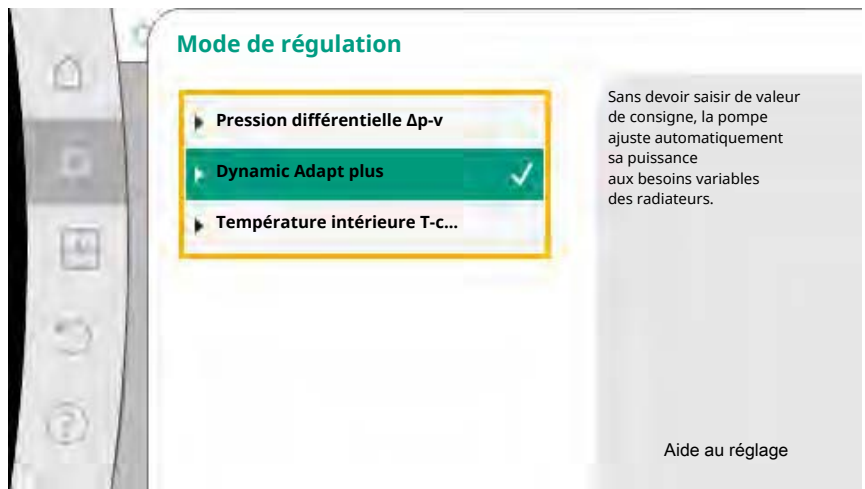 Mode de régulation
Pression différentielle Δp-v
Dynamic Adapt plus
Température intérieure T-c...
Sans devoir saisir de valeur
de consigne, la pompe
ajuste automatiquement
sa puissance
aux besoins variables
des radiateurs.
Aide au réglage